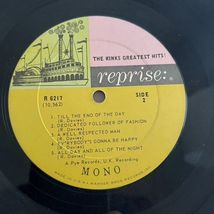 THE KINKS GREATEST HITS!
reprise:
R 6217
(10,362)
SIDE
2
1. TILL THE END OF THE DAY
(R. Davies)
2. DEDICATED FOLLOWER OF FASHION
(R. Davies)
3. A WELL RESPECTED MAN
(R. Davies)
4. EVERYBODY'S GONNA BE HAPPY
(R. Davies)
5. ALL DAY AND ALL OF THE NIGHT
(R. Davies)
A Pye Records, U.K. Recording
MONO